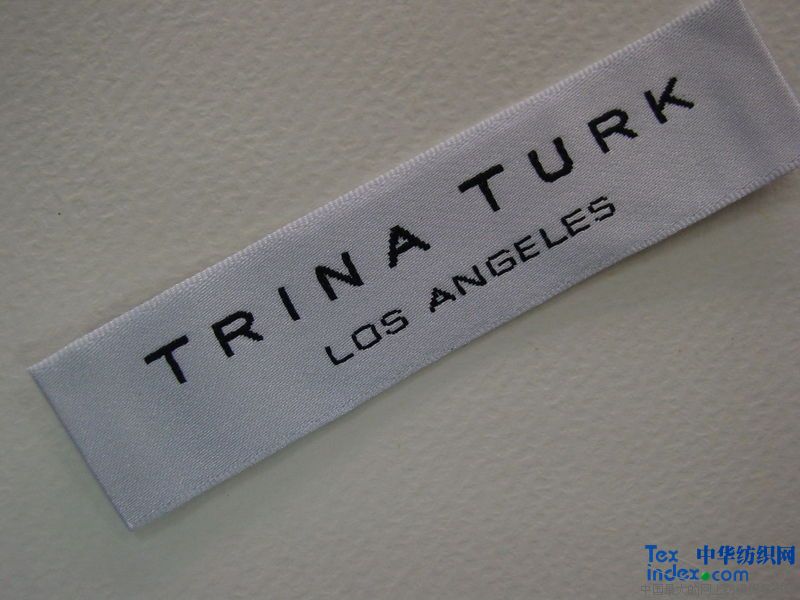 TRINA TURK
LOS ANGELES
Tex 中华纺织网
index.com